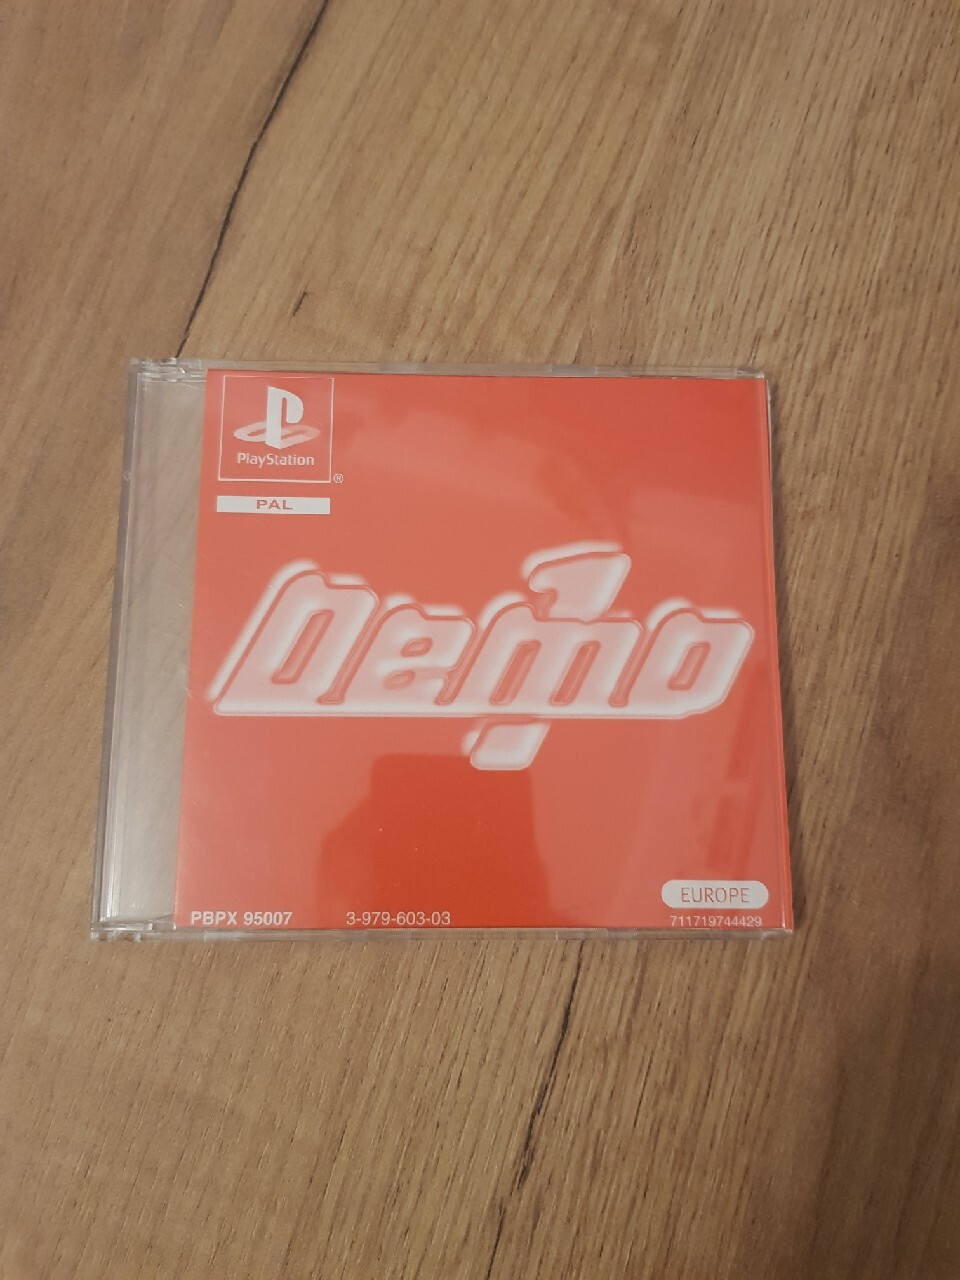 PlayStation
®
PAL
Demo 1
EUROPE
PBPX 95007 3-979-603-03 711719744429